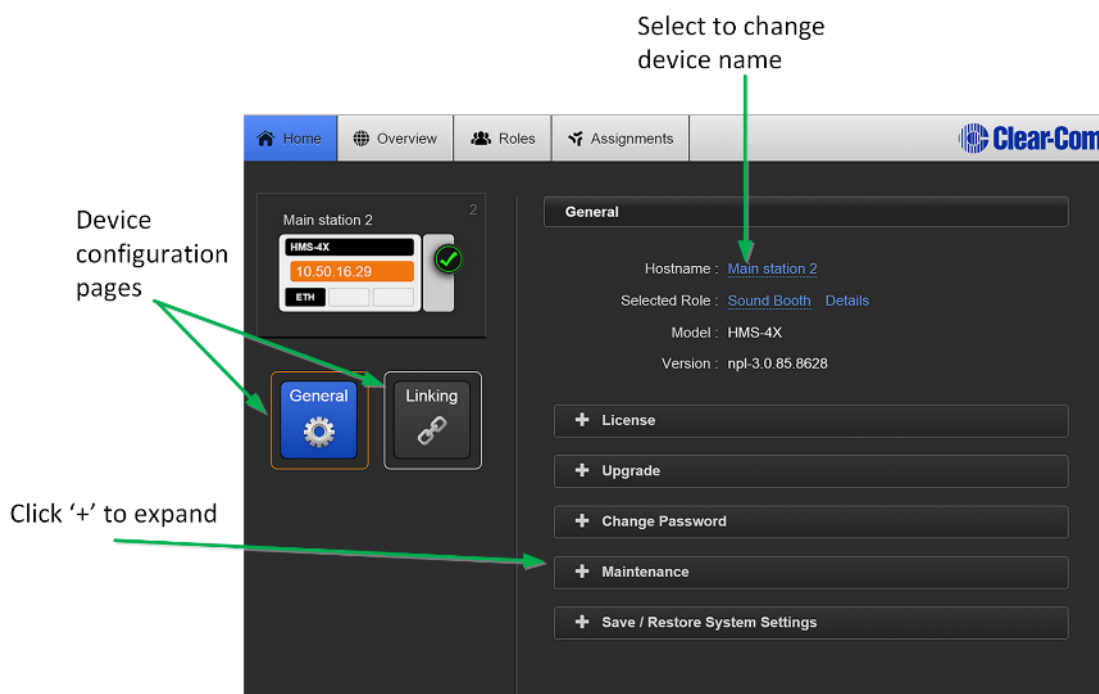 Select to change
device name
Home
Overview
Roles
Assignments
Clear-Com
Device
configuration
pages
Main station 2
2
HMS-4X
10.50.16.29
ETH
General
Linking
Click ‘+’ to expand
General
Hostname : Main station 2
Selected Role : Sound Booth Details
Model : HMS-4X
Version : npl-3.0.85.8628
+ License
+ Upgrade
+ Change Password
+ Maintenance
+ Save / Restore System Settings